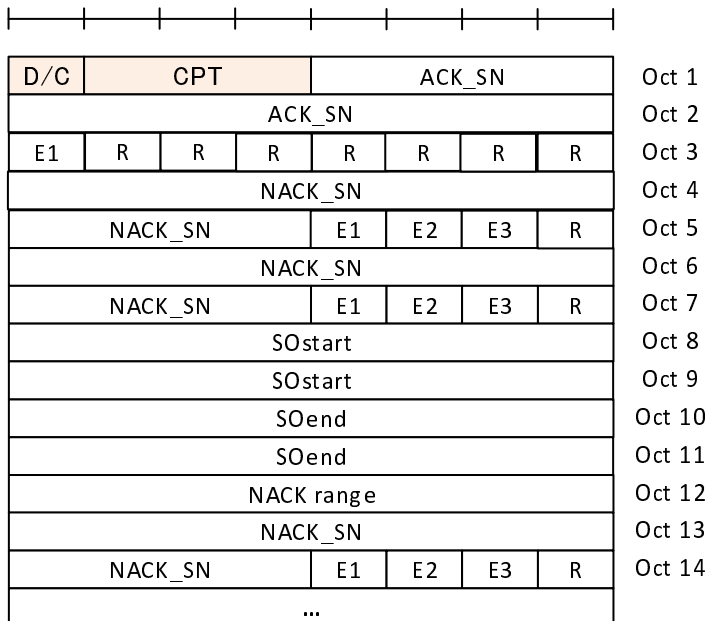 D/C CPT ACK_SN Oct 1
ACK_SN Oct 2
E1 R R R R R R R Oct 3
NACK_SN Oct 4
NACK_SN E1 E2 E3 R Oct 5
NACK_SN Oct 6
NACK_SN E1 E2 E3 R Oct 7
SOstart Oct 8
SOstart Oct 9
SOend Oct 10
SOend Oct 11
NACK range Oct 12
NACK_SN Oct 13
NACK_SN E1 E2 E3 R Oct 14
...